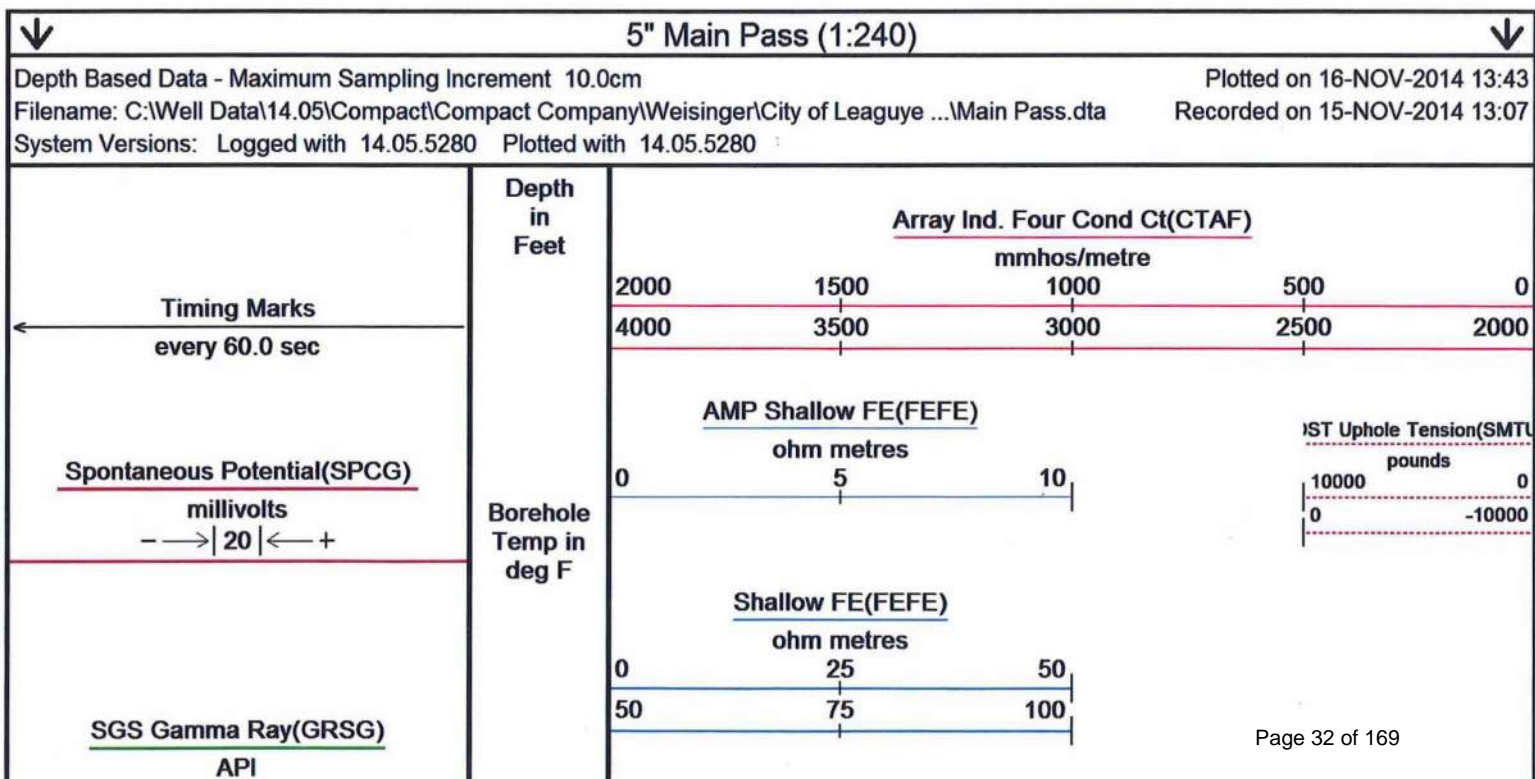 5" Main Pass (1:240)
Depth Based Data - Maximum Sampling Increment 10.0cm
Plotted on 16-NOV-2014 13:43
Filename: C:\Well Data\14.05\Compact\Compact Company\Weisinger\City of Leaguye ...\Main Pass.dta
Recorded on 15-NOV-2014 13:07
System Versions: Logged with 14.05.5280 Plotted with 14.05.5280
Timing Marks
every 60.0 sec
Spontaneous Potential(SPCG)
millivolts
− 20 +
SGS Gamma Ray(GRSG)
API
Depth
in
Feet
Borehole
Temp in
deg F
Array Ind. Four Cond Ct(CTAF)
mmhos/metre
2000 1500 1000 500 0
4000 3500 3000 2500 2000
AMP Shallow FE(FEFE)
ohm metres
0 5 10
ST Uphole Tension(SMTU
pounds
10000 0
0 -10000
Shallow FE(FEFE)
ohm metres
0 25 50
50 75 100
Page 32 of 169